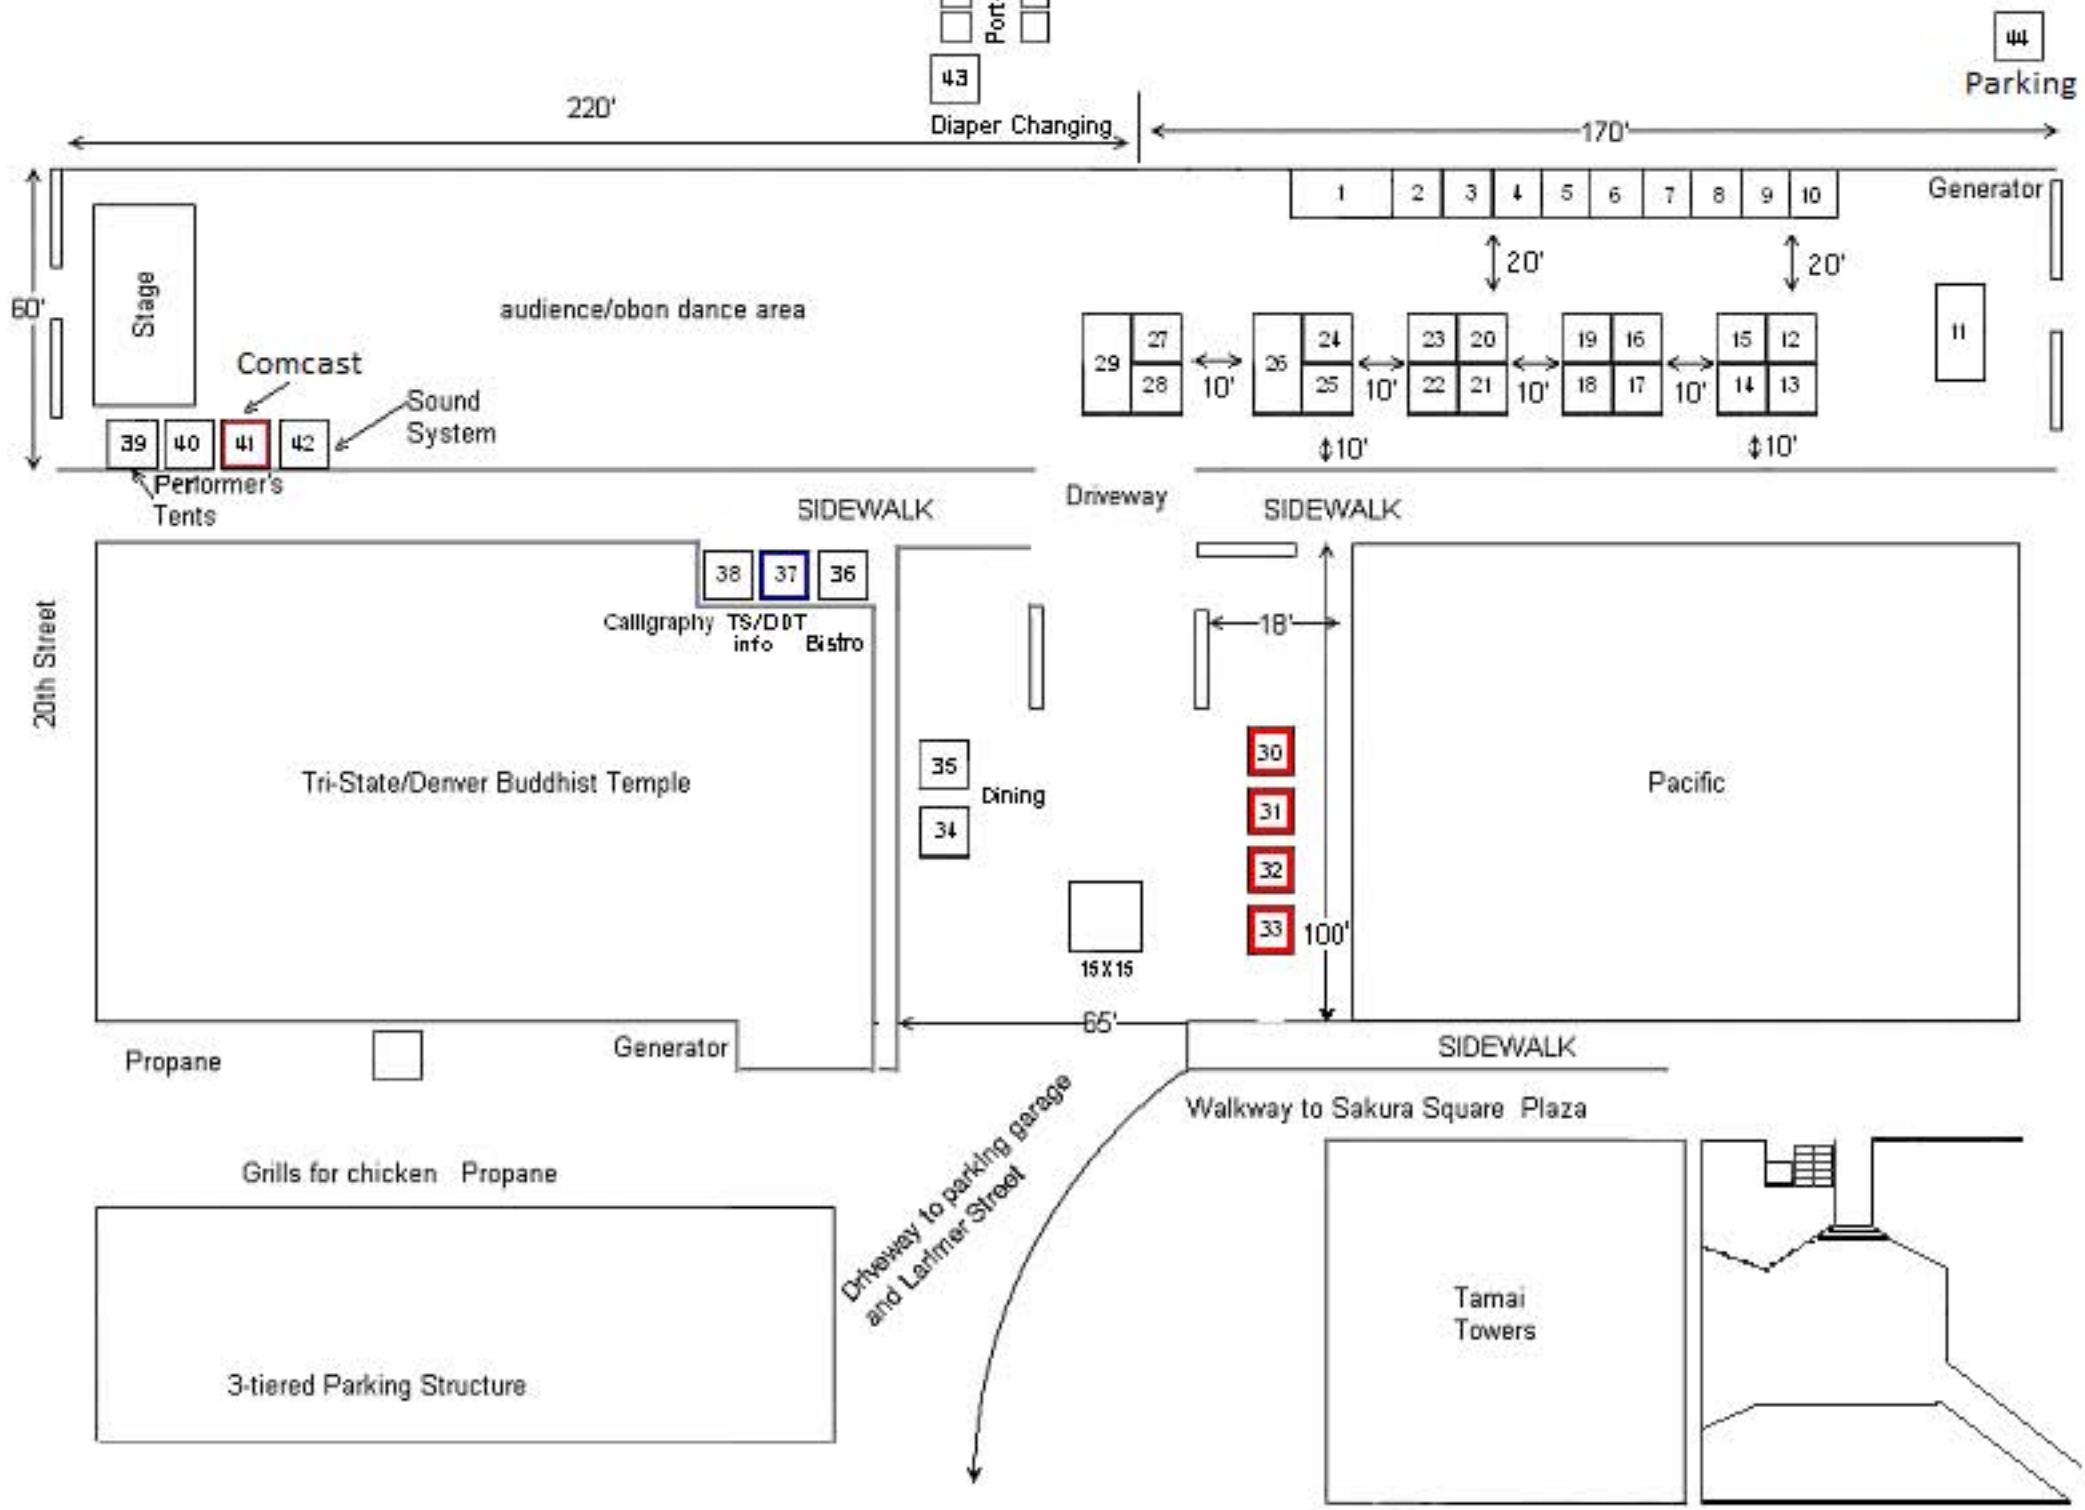 Port
43
Diaper Changing
44
Parking
220'
170'
1 2 3 4 5 6 7 8 9 10
Generator
60'
Stage
audience/obon dance area
20'
20'
11
Comcast
Sound
System
29 27
28
10'
26 24
25
10'
23 20
22 21
10'
19 16
18 17
10'
15 12
14 13
39 40 41 42
10'
10'
Performer's
Tents
SIDEWALK
Driveway
SIDEWALK
38 37 36
Calligraphy
TS/DDT
info
Bistro
18'
20th Street
Tri-State/Denver Buddhist Temple
35
Dining
34
30
31
32
33
100'
Pacific
15X15
65'
Propane
Generator
SIDEWALK
Walkway to Sakura Square Plaza
Driveway to parking garage
and Larimer Street
Grills for chicken Propane
3-tiered Parking Structure
Tamai
Towers